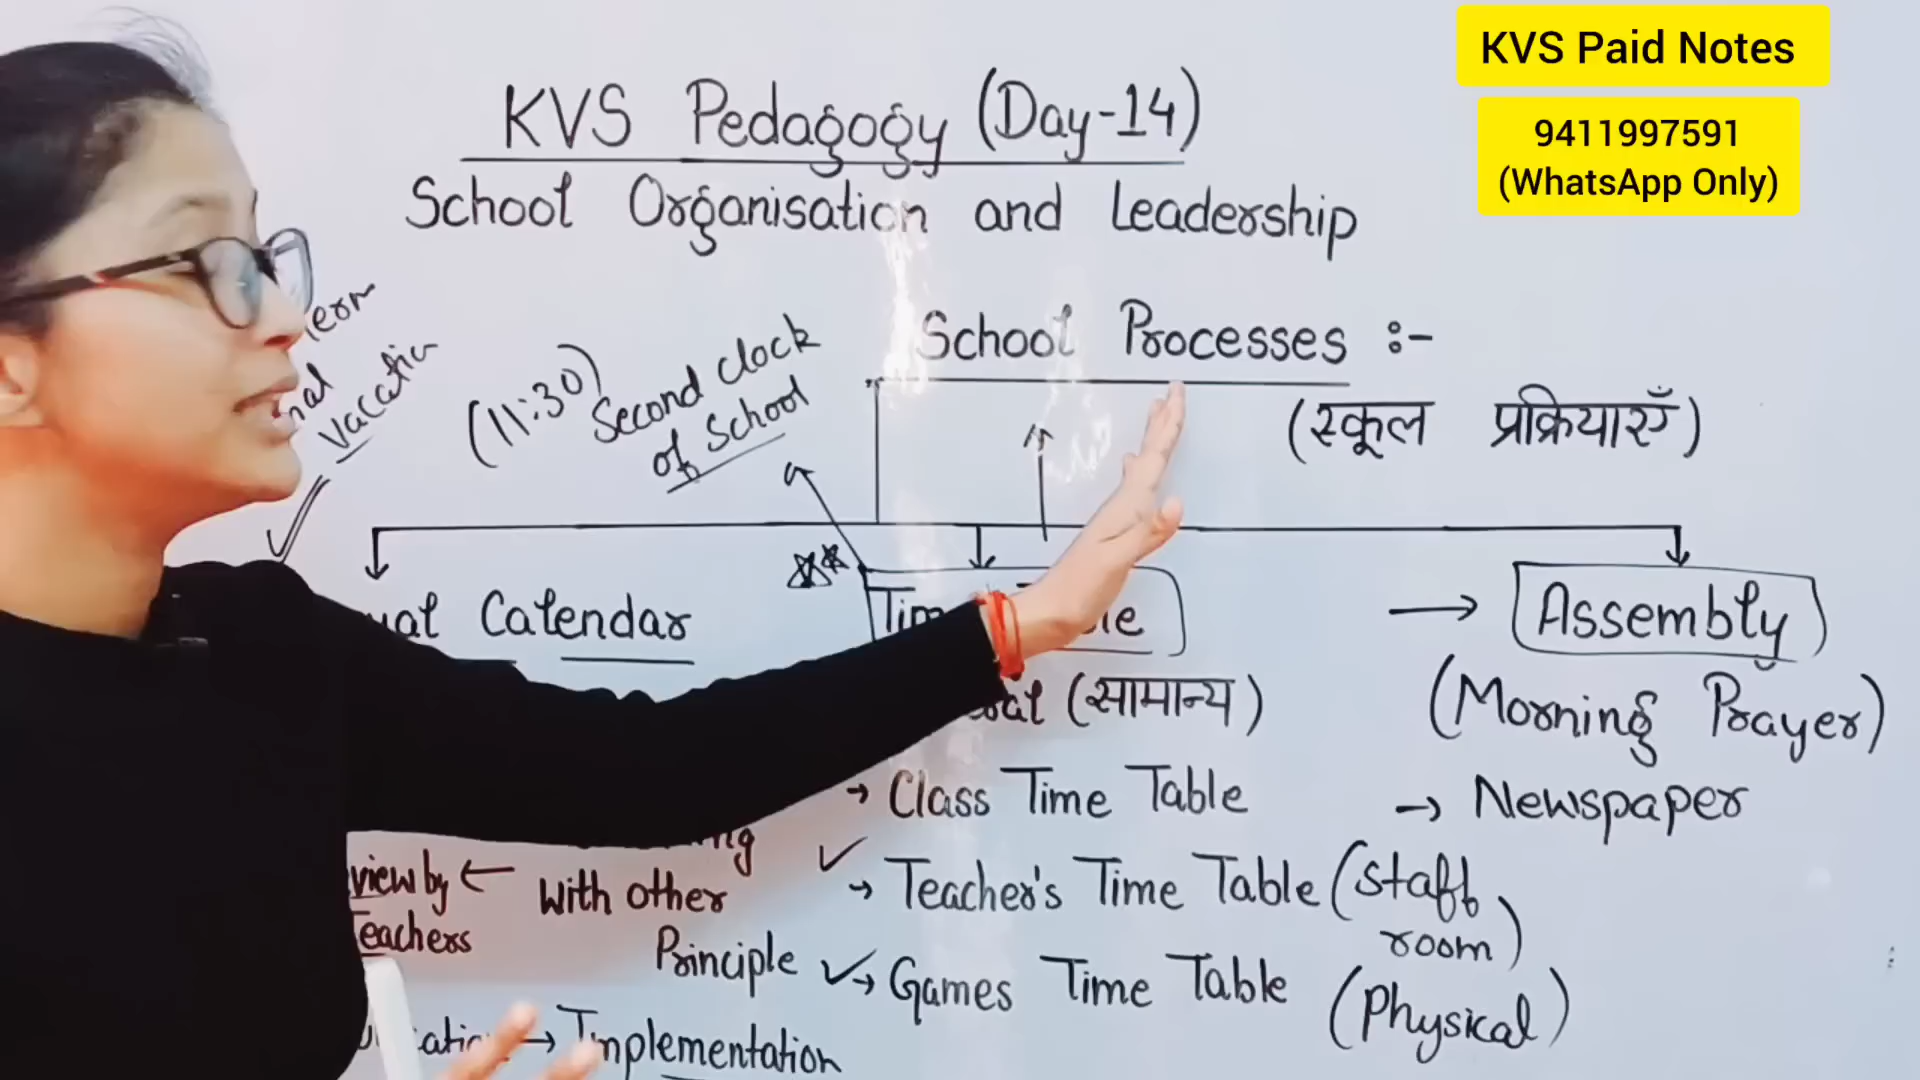 KVS Paid Notes
9411997591
(WhatsApp Only)
KVS Pedagogy (Day-14)
School Organisation and Leadership
School Processes :-
(स्कूल प्रक्रियाएँ)
Vacation
(11:30)
Second clock
of School
Calendar
Assembly
(सामान्य)
(Morning Prayer)
→ Class Time Table
→ Newspaper
→ Teacher's Time Table (Staff
room)
with other
Principle
→ Games Time Table (Physical)
→ Implementation